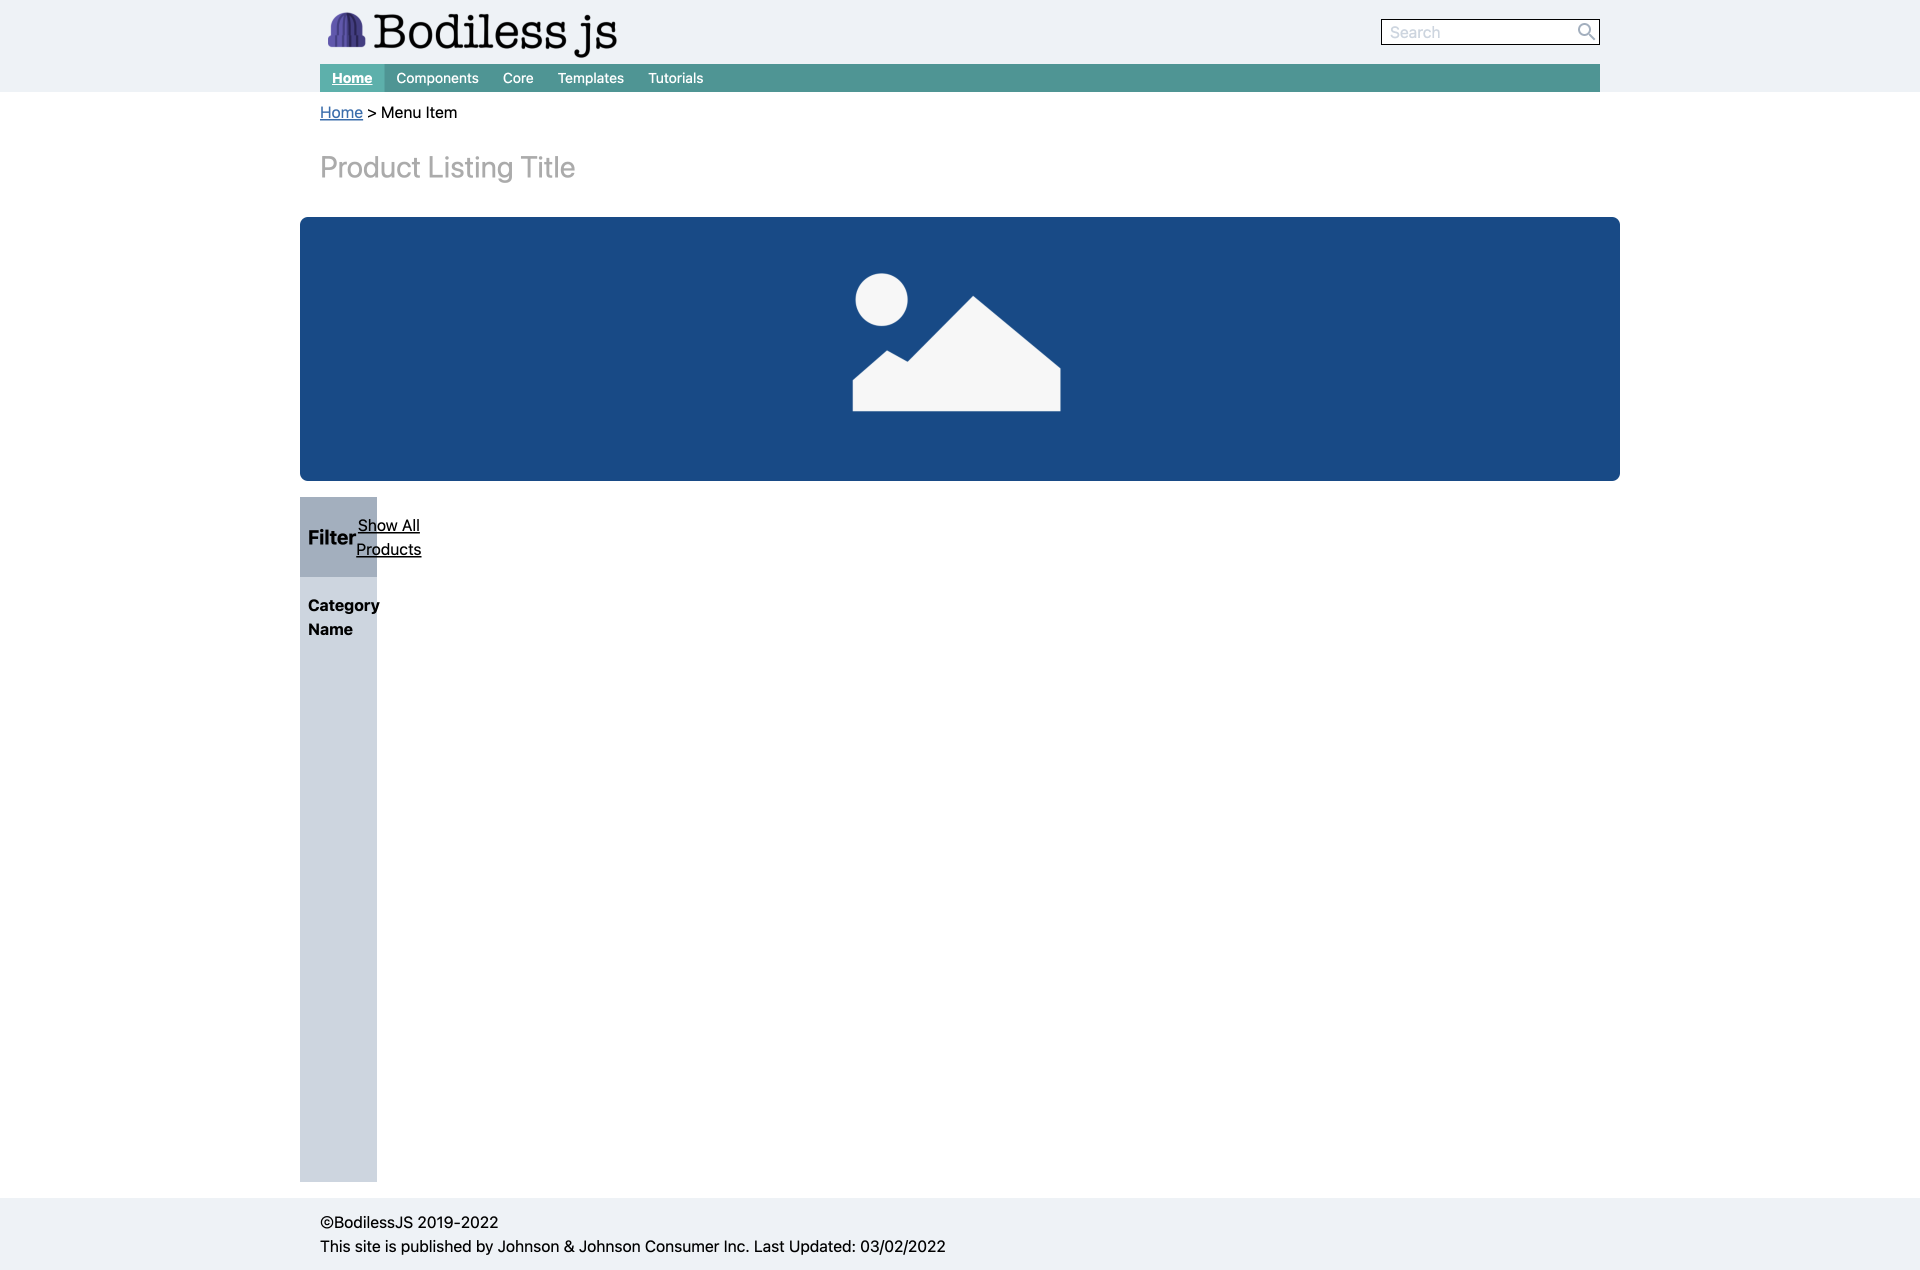 Bodiless js
Search
Home Components Core Templates Tutorials
Home > Menu Item
Product Listing Title
Filter
Show All
Products
Category
Name
©BodilessJS 2019-2022
This site is published by Johnson & Johnson Consumer Inc. Last Updated: 03/02/2022